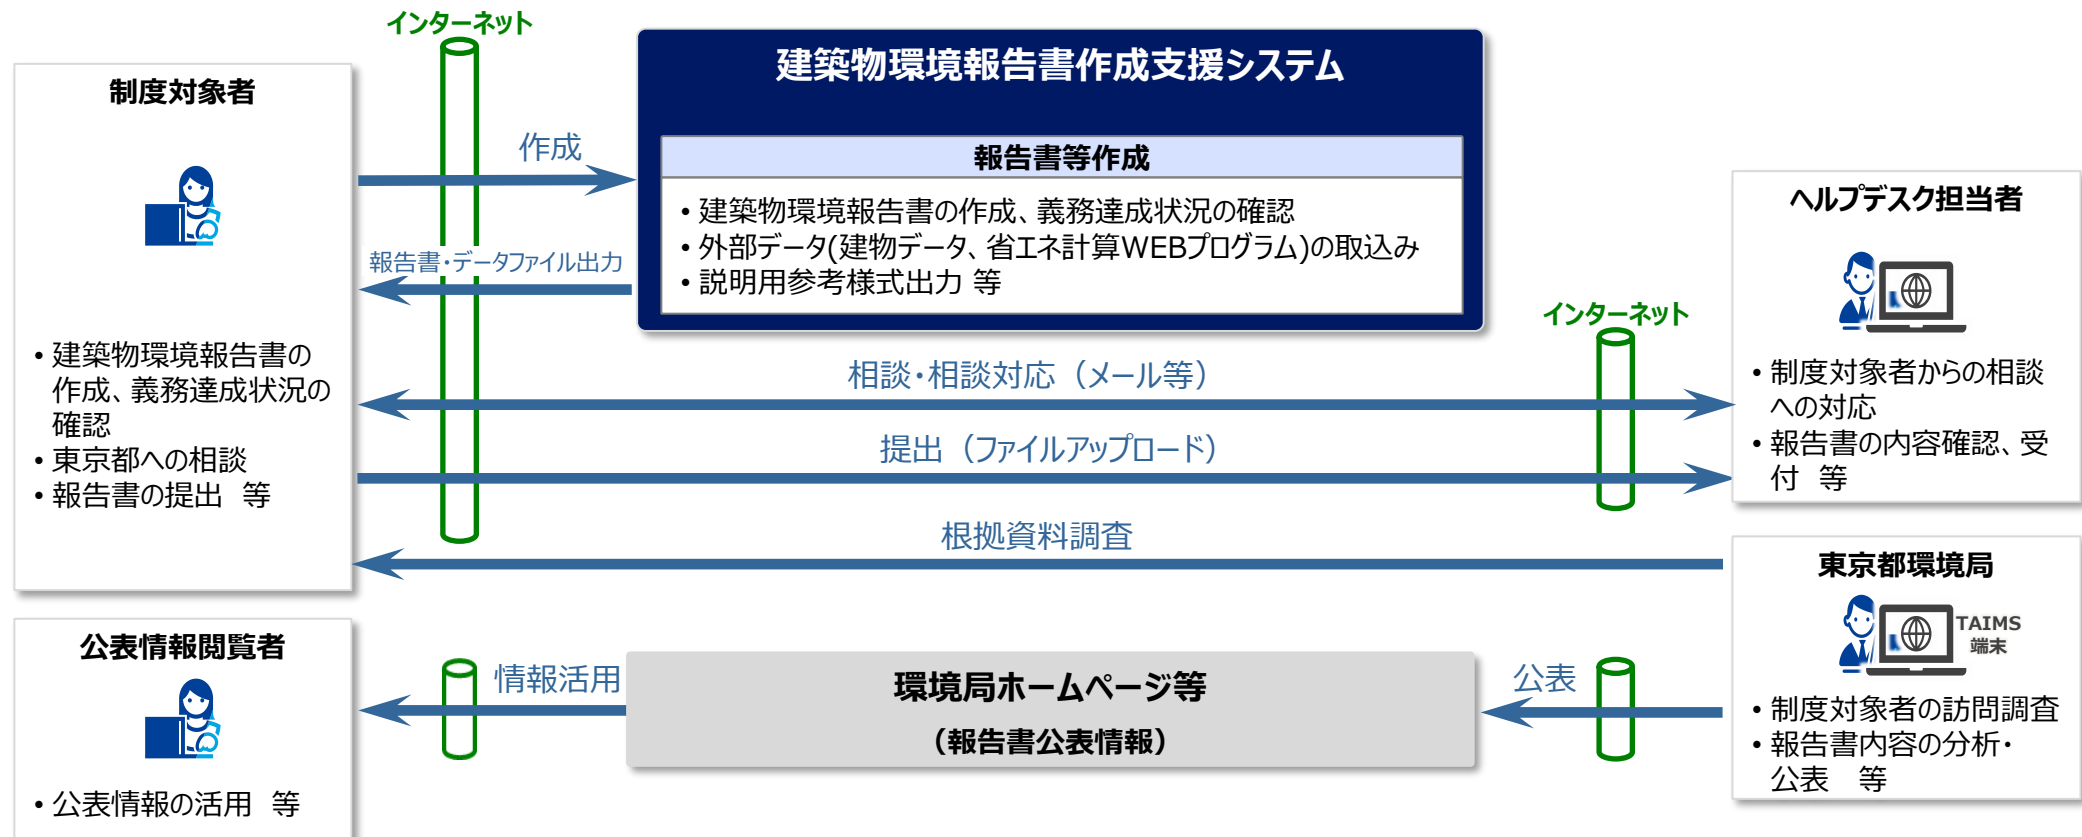 インターネット
建築物環境報告書作成支援システム
制度対象者
作成
報告書等作成
• 建築物環境報告書の作成、義務達成状況の確認
• 外部データ(建物データ、省エネ計算WEBプログラム)の取込み
• 説明用参考様式出力 等
報告書・データファイル出力
• 建築物環境報告書の
作成、義務達成状況の
確認
• 東京都への相談
• 報告書の提出　等
インターネット
相談・相談対応（メール等）
提出（ファイルアップロード）
根拠資料調査
ヘルプデスク担当者
• 制度対象者からの相談
への対応
• 報告書の内容確認、受
付　等
東京都環境局
TAIMS
端末
• 制度対象者の訪問調査
• 報告書内容の分析・
公表　等
公表情報閲覧者
• 公表情報の活用　等
情報活用
環境局ホームページ等
（報告書公表情報）
公表